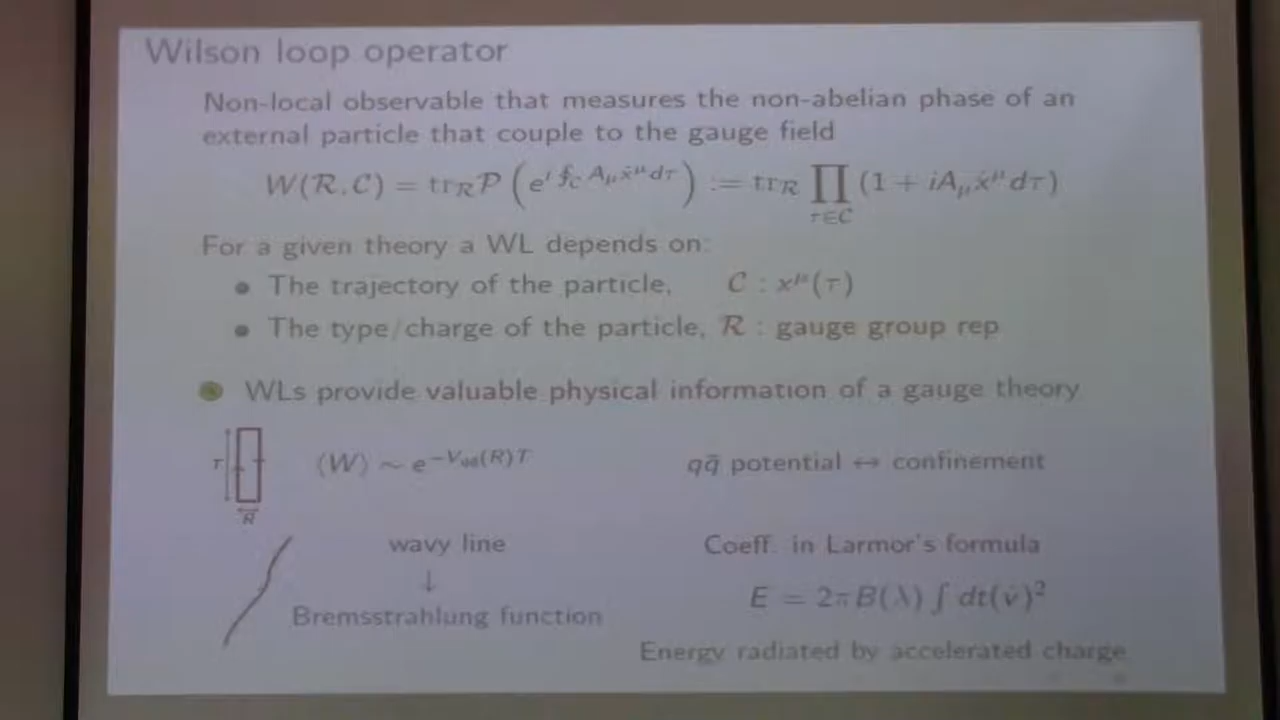 Wilson loop operator
Non-local observable that measures the non-abelian phase of an
external particle that couple to the gauge field
W(R,C) = tr_R P (e^{i ∮_C A_μ ẋ^μ dτ}) := tr_R ∏_{τ∈C} (1 + iA_μ ẋ^μ dτ)
For a given theory a WL depends on:
• The trajectory of the particle, C : x^μ(τ)
• The type/charge of the particle, R : gauge group rep
WLs provide valuable physical information of a gauge theory
T
⟨W⟩ ~ e^{-V_{qq̄}(R)T} qq̄ potential ↔ confinement
R
wavy line Coeff. in Larmor's formula
↓
E = 2πB(λ) ∫ dt(v̇)²
Bremsstrahlung function
Energy radiated by accelerated charge